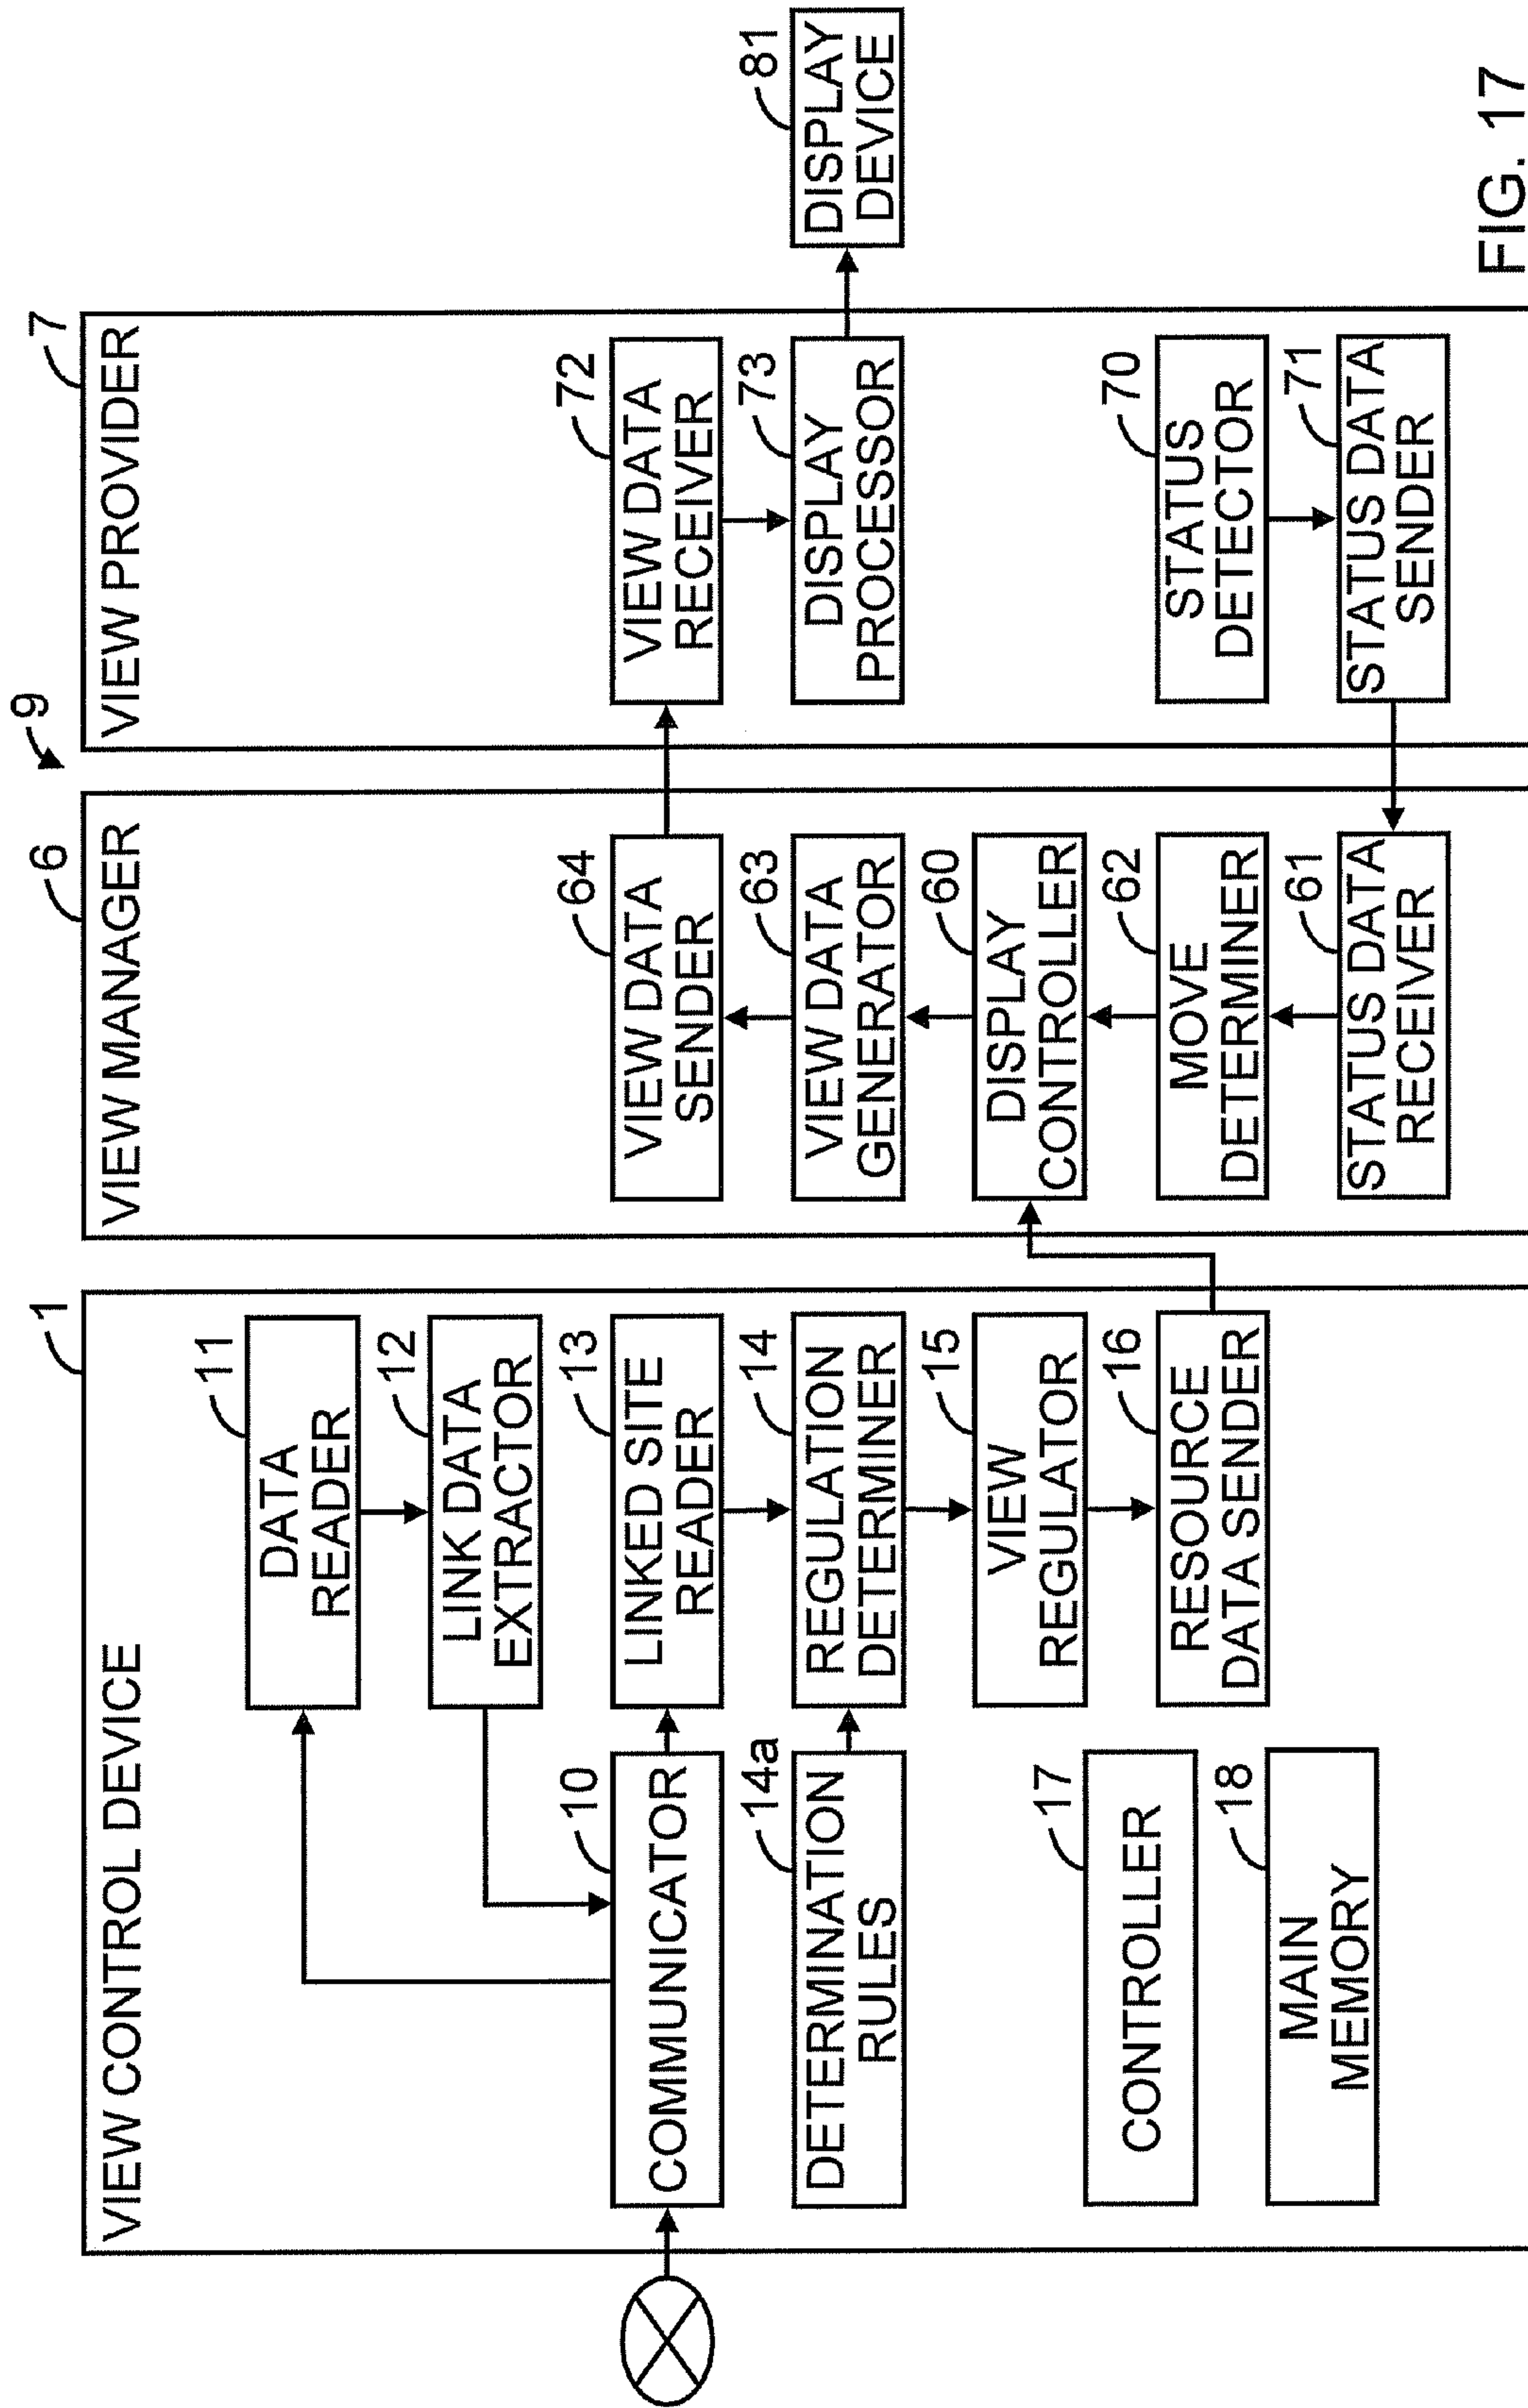 9
1
VIEW CONTROL DEVICE
11
DATA
READER
12
LINK DATA
EXTRACTOR
10
COMMUNICATOR
13
LINKED SITE
READER
14a
DETERMINATION
RULES
14
REGULATION
DETERMINER
15
VIEW
REGULATOR
17
CONTROLLER
16
RESOURCE
DATA SENDER
18
MAIN
MEMORY
6
VIEW MANAGER
64
VIEW DATA
SENDER
63
VIEW DATA
GENERATOR
60
DISPLAY
CONTROLLER
62
MOVE
DETERMINER
61
STATUS DATA
RECEIVER
7
VIEW PROVIDER
72
VIEW DATA
RECEIVER
73
DISPLAY
PROCESSOR
70
STATUS
DETECTOR
71
STATUS DATA
SENDER
81
DISPLAY
DEVICE
FIG. 17